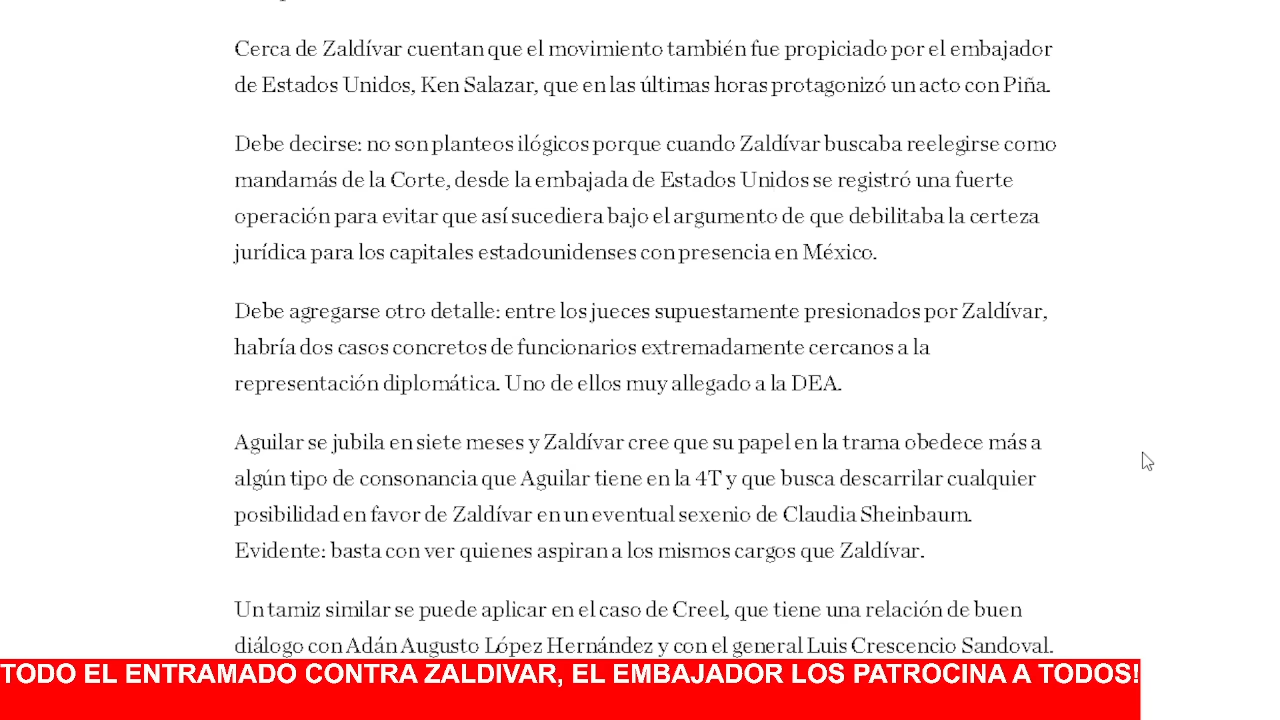 Cerca de Zaldívar cuentan que el movimiento también fue propiciado por el embajador
de Estados Unidos, Ken Salazar, que en las últimas horas protagonizó un acto con Piña.
Debe decirse: no son planteos ilógicos porque cuando Zaldívar buscaba reelegirse como
mandamás de la Corte, desde la embajada de Estados Unidos se registró una fuerte
operación para evitar que así sucediera bajo el argumento de que debilitaba la certeza
jurídica para los capitales estadounidenses con presencia en México.
Debe agregarse otro detalle: entre los jueces supuestamente presionados por Zaldívar,
habría dos casos concretos de funcionarios extremadamente cercanos a la
representación diplomática. Uno de ellos muy allegado a la DEA.
Aguilar se jubila en siete meses y Zaldívar cree que su papel en la trama obedece más a
algún tipo de consonancia que Aguilar tiene en la 4T y que busca descarrilar cualquier
posibilidad en favor de Zaldívar en un eventual sexenio de Claudia Sheinbaum.
Evidente: basta con ver quienes aspiran a los mismos cargos que Zaldívar.
Un tamiz similar se puede aplicar en el caso de Creel, que tiene una relación de buen
diálogo con Adán Augusto López Hernández y con el general Luis Crescencio Sandoval.
TODO EL ENTRAMADO CONTRA ZALDIVAR, EL EMBAJADOR LOS PATROCINA A TODOS!